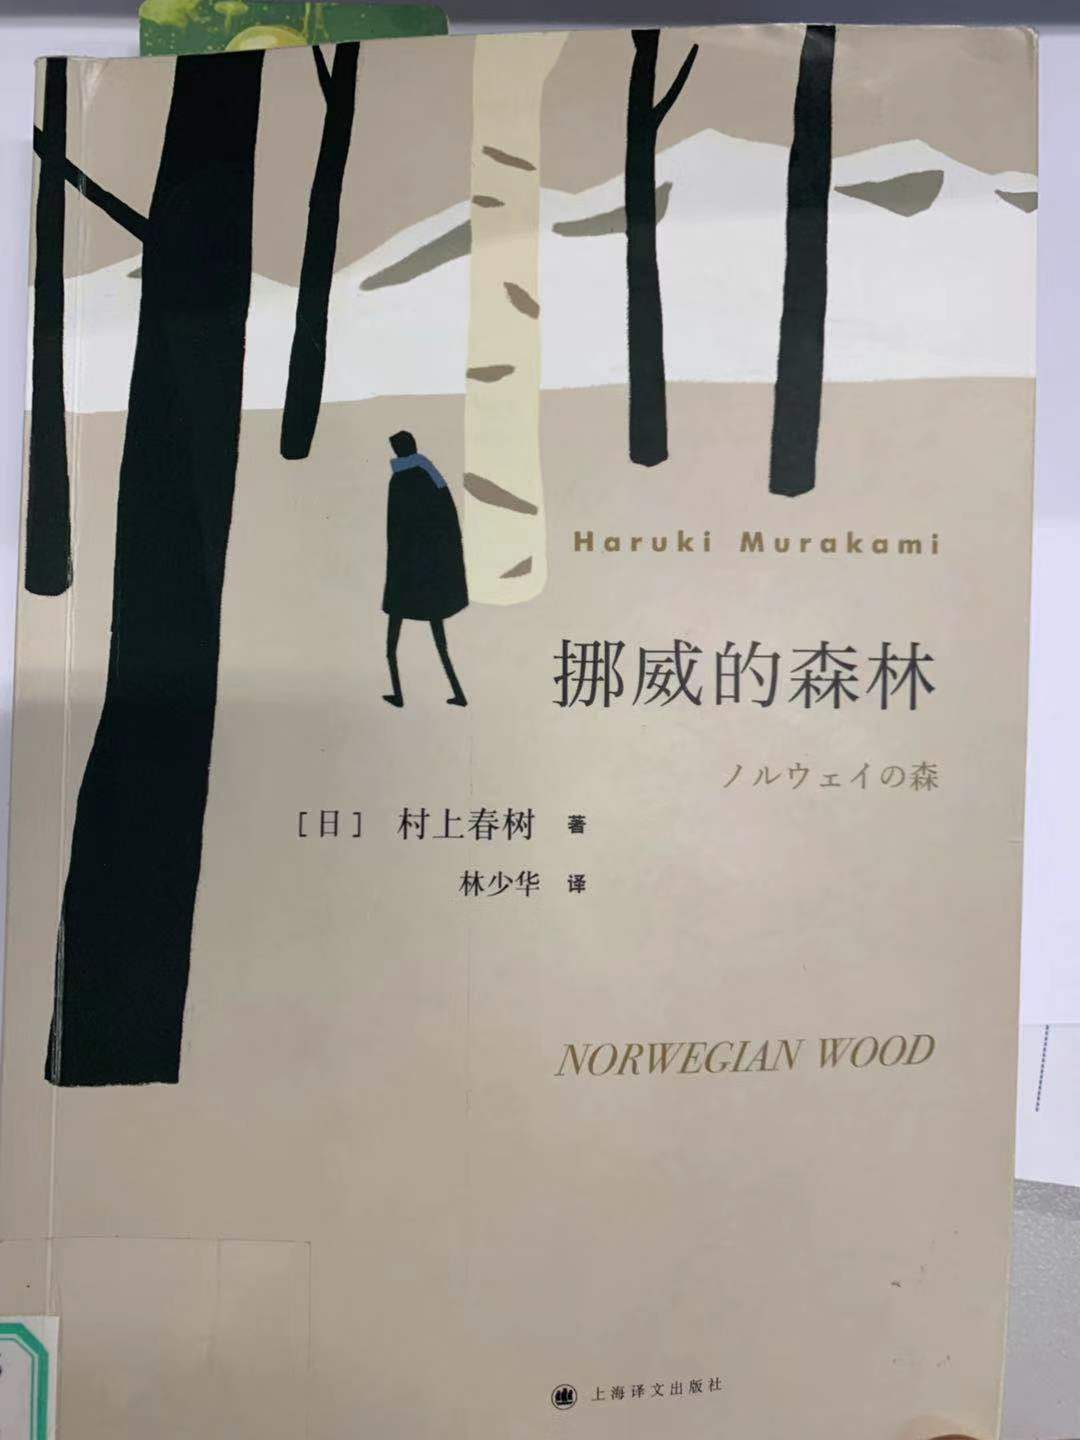 Haruki Murakami
挪威的森林
ノルウェイの森
[日] 村上春树 著
林少华 译
NORWEGIAN WOOD
上海译文出版社